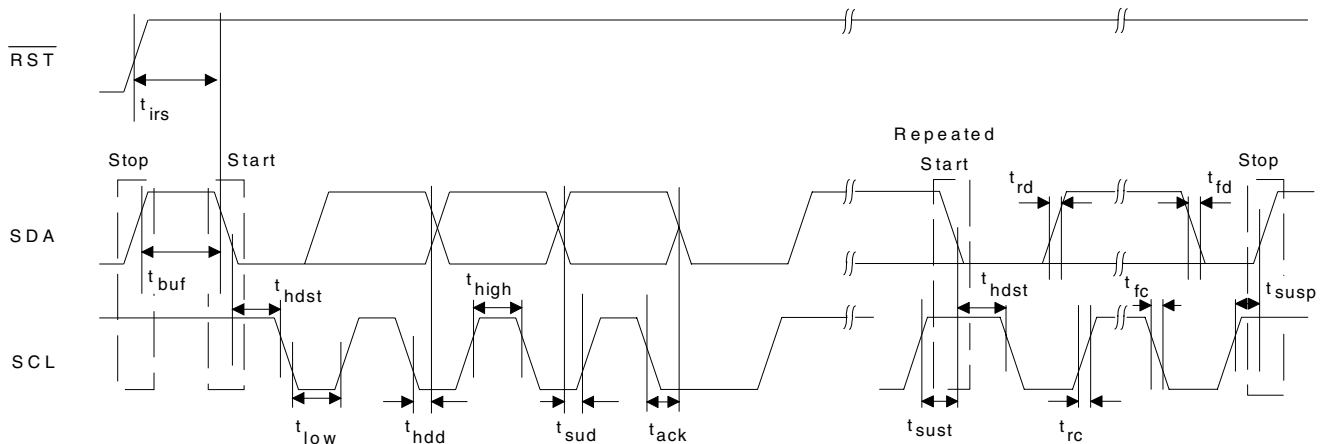 RST
t irs
Repeated
Stop
Start
Start
Stop
t rd
t fd
SDA
t buf
t hdst
t high
t hdst
t fc
t susp
SCL
t low
t hdd
t sud
t ack
t sust
t rc